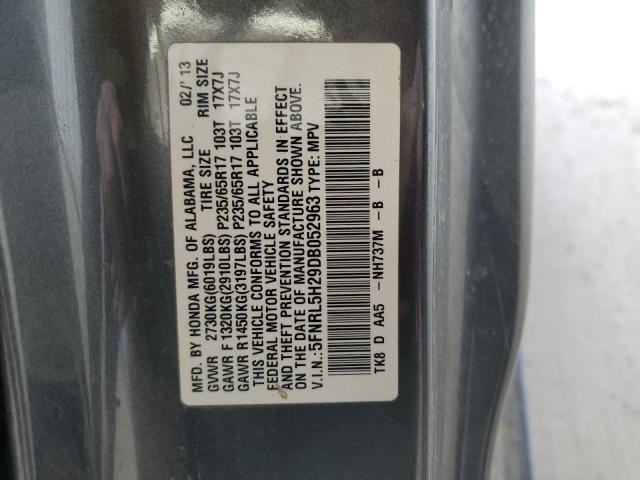 MFD. BY HONDA MFG. OF ALABAMA, LLC 02/'13
GVWR 2730KG(6019LBS) TIRE SIZE RIM SIZE
GAWR F 1320KG(2910LBS) P235/65R17 103T 17X7J
GAWR R1450KG(3197LBS) P235/65R17 103T 17X7J
THIS VEHICLE CONFORMS TO ALL APPLICABLE
FEDERAL MOTOR VEHICLE SAFETY
AND THEFT PREVENTION STANDARDS IN EFFECT
ON THE DATE OF MANUFACTURE SHOWN ABOVE.
V.I.N.: 5FNRL5H29DB052963 TYPE: MPV
TK8 D AA5 -NH737M -B -B